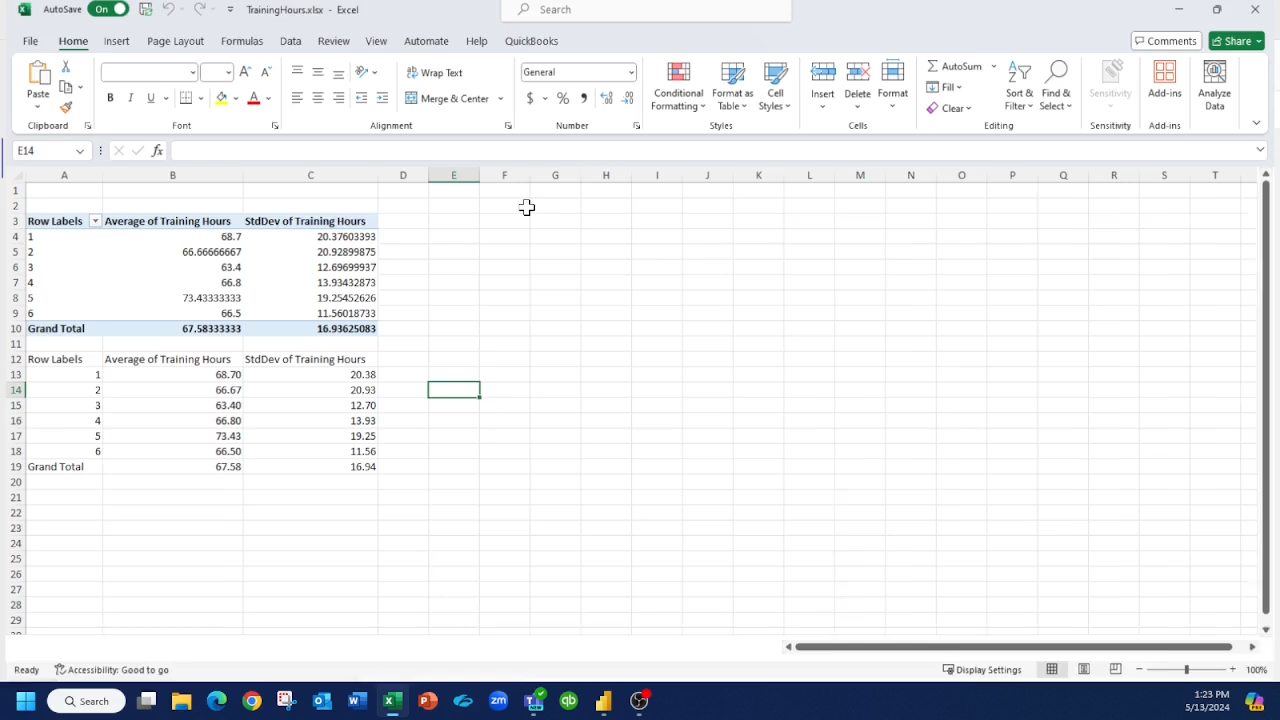 AutoSave On TrainingHours.xlsx - Excel Search
File Home Insert Page Layout Formulas Data Review View Automate Help QuickBooks Comments Share
Paste Wrap Text General Conditional Formatting Format as Table Cell Styles Insert Delete Format AutoSum Fill Clear Sort & Filter Find & Select Sensitivity Add-ins Analyze Data
B I U Merge & Center $ % ,
Clipboard Font Alignment Number Styles Cells Editing Sensitivity Add-ins
E14 fx
A B C D E F G H I J K L M N O P Q R S T
1
2
3 Row Labels Average of Training Hours StdDev of Training Hours
4 1 68.7 20.37603393
5 2 66.66666667 20.92899875
6 3 63.4 12.69699937
7 4 66.8 13.93432873
8 5 73.43333333 19.25452626
9 6 66.5 11.56018733
10 Grand Total 67.58333333 16.93625083
11
12 Row Labels Average of Training Hours StdDev of Training Hours
13 1 68.70 20.38
14 2 66.67 20.93
15 3 63.40 12.70
16 4 66.80 13.93
17 5 73.43 19.25
18 6 66.50 11.56
19 Grand Total 67.58 16.94
20
21
22
23
24
25
26
27
28
29
Ready Accessibility: Good to go Display Settings 100%
Search 1:23 PM
5/13/2024